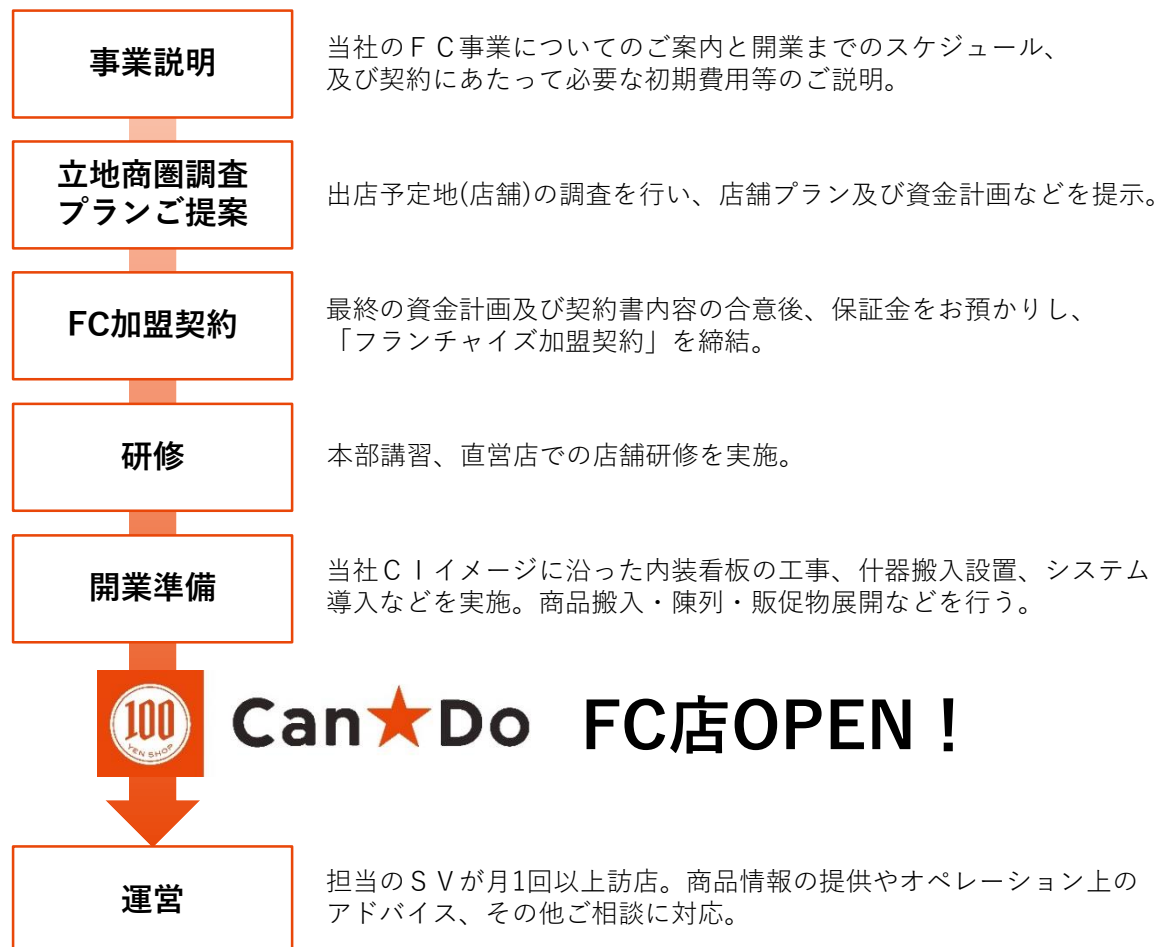 事業説明
当社のＦＣ事業についてのご案内と開業までのスケジュール、
及び契約にあたって必要な初期費用等のご説明。
立地商圏調査
プランご提案
出店予定地(店舗)の調査を行い、店舗プラン及び資金計画などを提示。
FC加盟契約
最終の資金計画及び契約書内容の合意後、保証金をお預かりし、
「フランチャイズ加盟契約」を締結。
研修
本部講習、直営店での店舗研修を実施。
開業準備
当社ＣＩイメージに沿った内装看板の工事、什器搬入設置、システム
導入などを実施。商品搬入・陳列・販促物展開などを行う。
100
YEN SHOP
Can★Do FC店OPEN！
運営
担当のＳＶが月1回以上訪店。商品情報の提供やオペレーション上の
アドバイス、その他ご相談に対応。